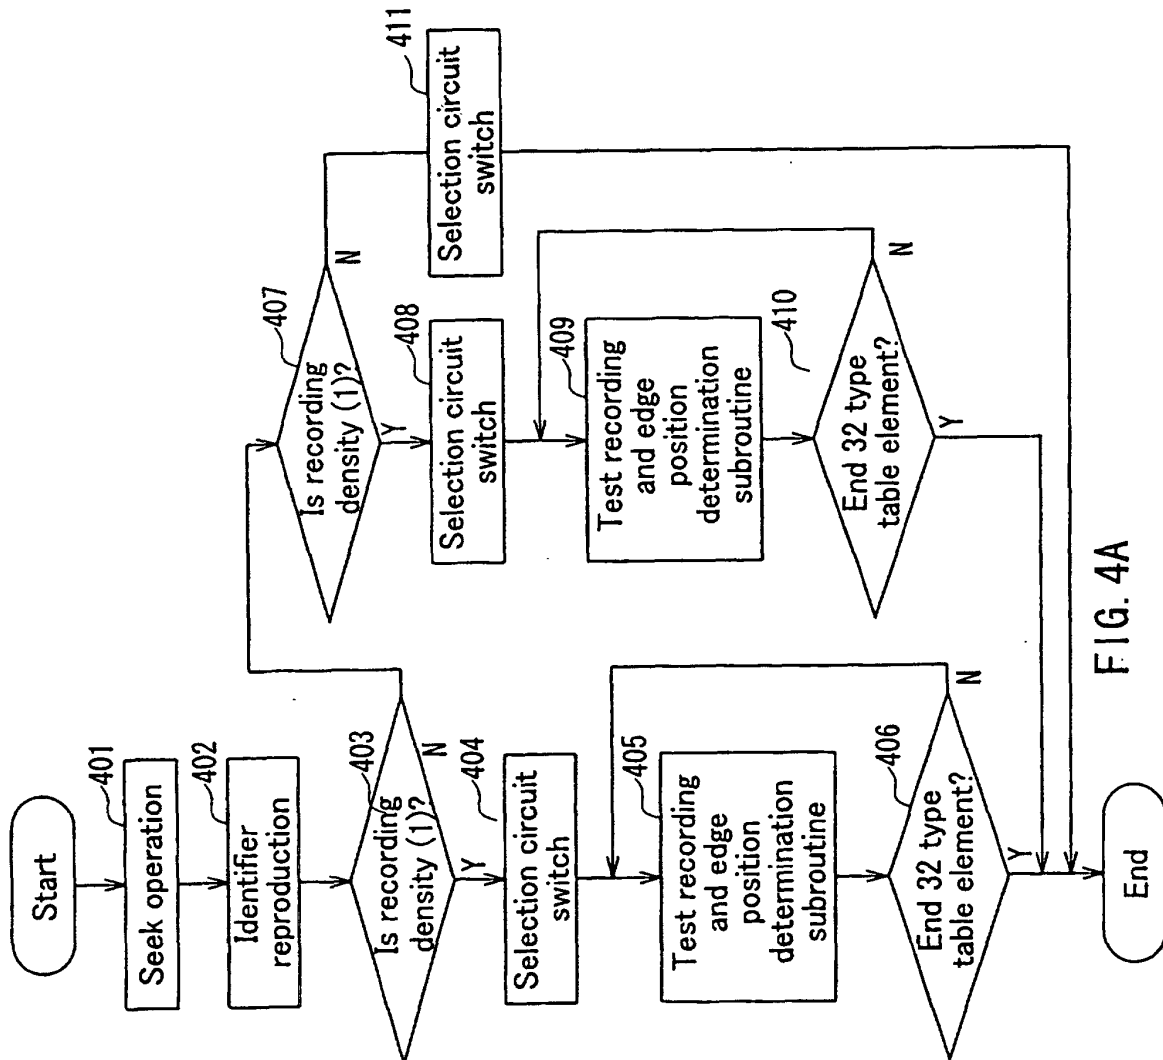 Start
401
Seek operation
402
Identifier
reproduction
403
Is recording
density (1)?
N
Y
404
Selection circuit
switch
405
Test recording
and edge
position
determination
subroutine
406
End 32 type
table element?
N
Y
End
407
Is recording
density (1)?
N
Y
408
Selection circuit
switch
409
Test recording
and edge
position
determination
subroutine
410
End 32 type
table element?
N
Y
411
Selection circuit
switch
FIG. 4A